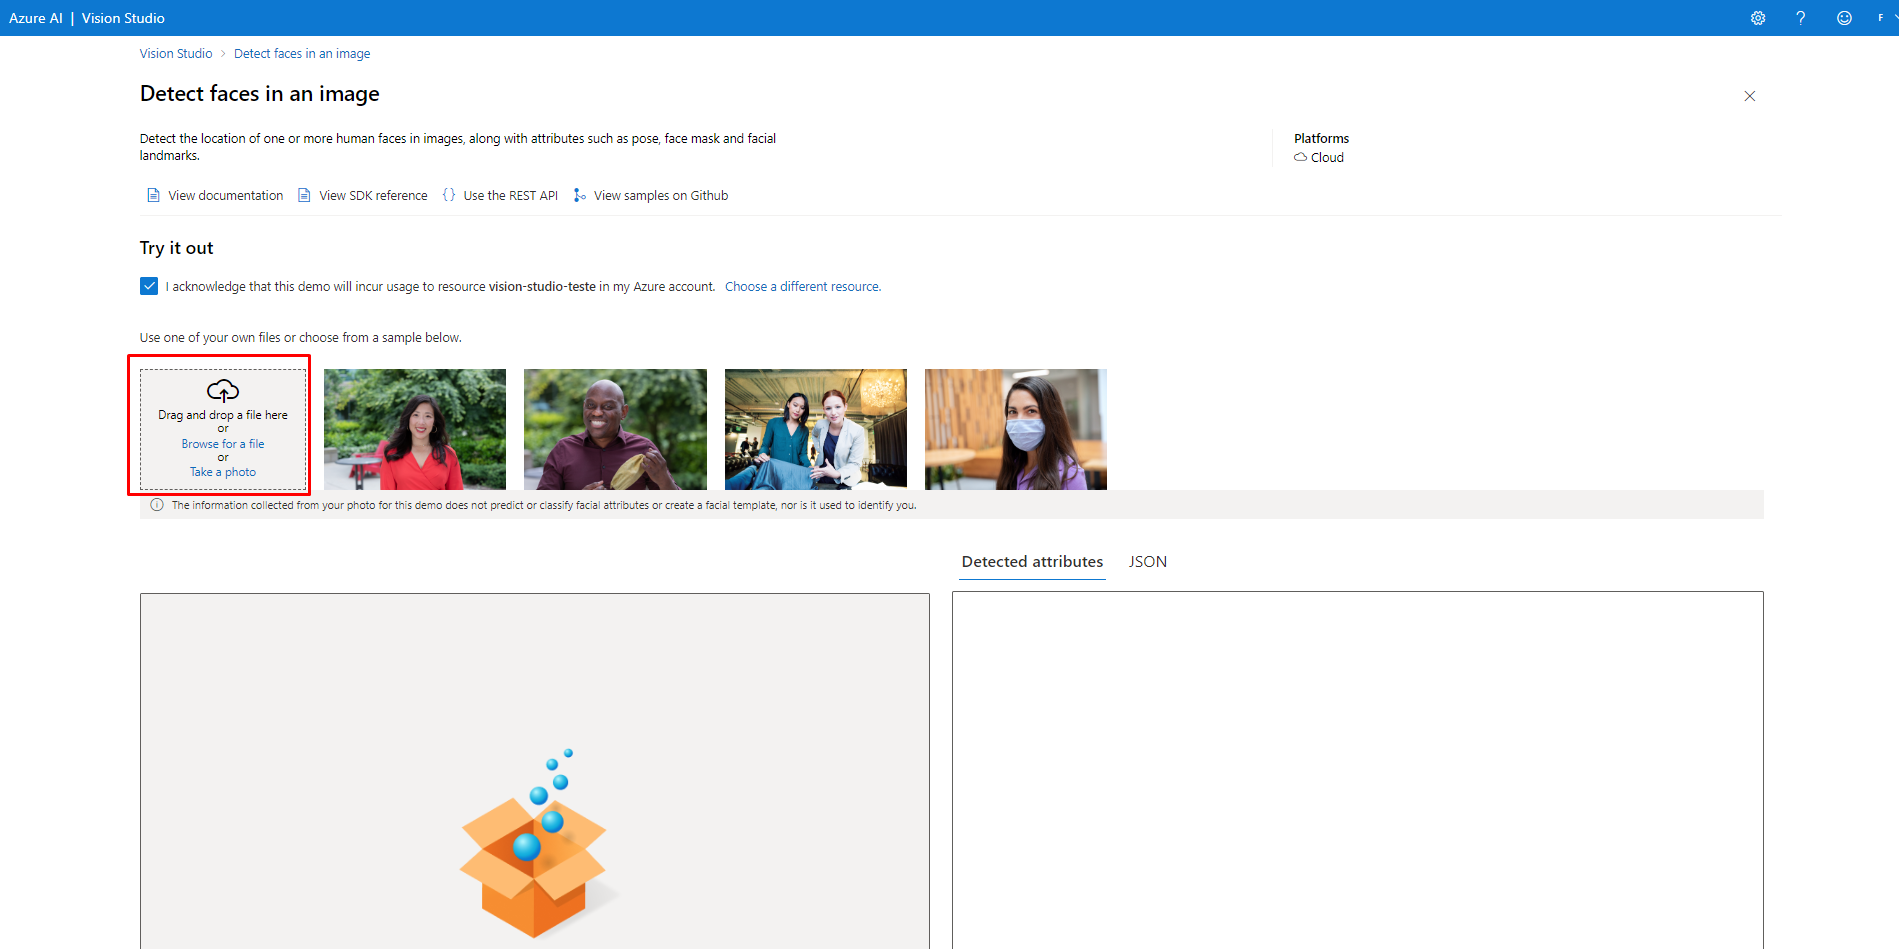 Azure AI | Vision Studio
F
Vision Studio > Detect faces in an image
Detect faces in an image
Detect the location of one or more human faces in images, along with attributes such as pose, face mask and facial
landmarks.
Platforms
Cloud
View documentation
View SDK reference
{} Use the REST API
View samples on Github
Try it out
I acknowledge that this demo will incur usage to resource vision-studio-teste in my Azure account. Choose a different resource.
Use one of your own files or choose from a sample below.
Drag and drop a file here
or
Browse for a file
or
Take a photo
The information collected from your photo for this demo does not predict or classify facial attributes or create a facial template, nor is it used to identify you.
Detected attributes
JSON